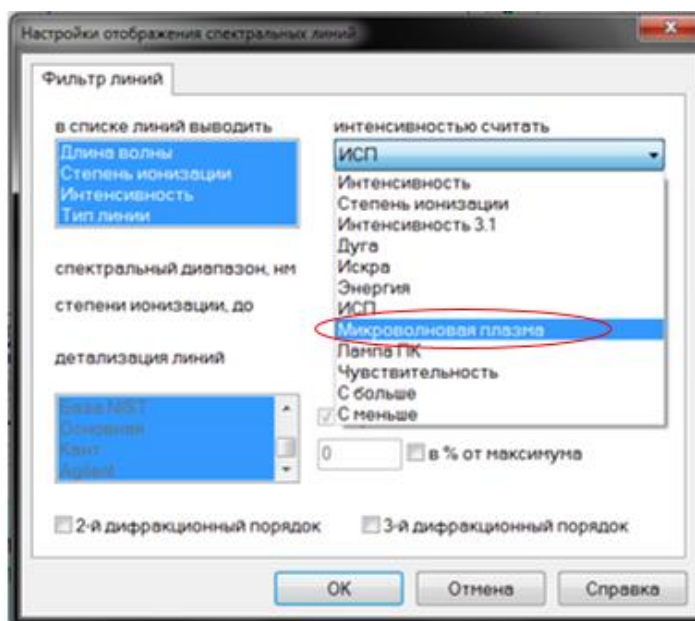 Настройки отображения спектральных линий
Фильтр линий
в списке линий выводить
Длина волны
Степень ионизации
Интенсивность
Тип линии
интенсивностью считать
ИСП
Интенсивность
Степень ионизации
Интенсивность 3.1
Дуга
Искра
Энергия
ИСП
Микроволновая плазма
Лампа ПК
Чувствительность
С больше
С меньше
спектральный диапазон, нм
степени ионизации, до
детализация линий
База NIST
Основная
Кант
Agilent
0
в % от максимума
2-й дифракционный порядок
3-й дифракционный порядок
OK
Отмена
Справка